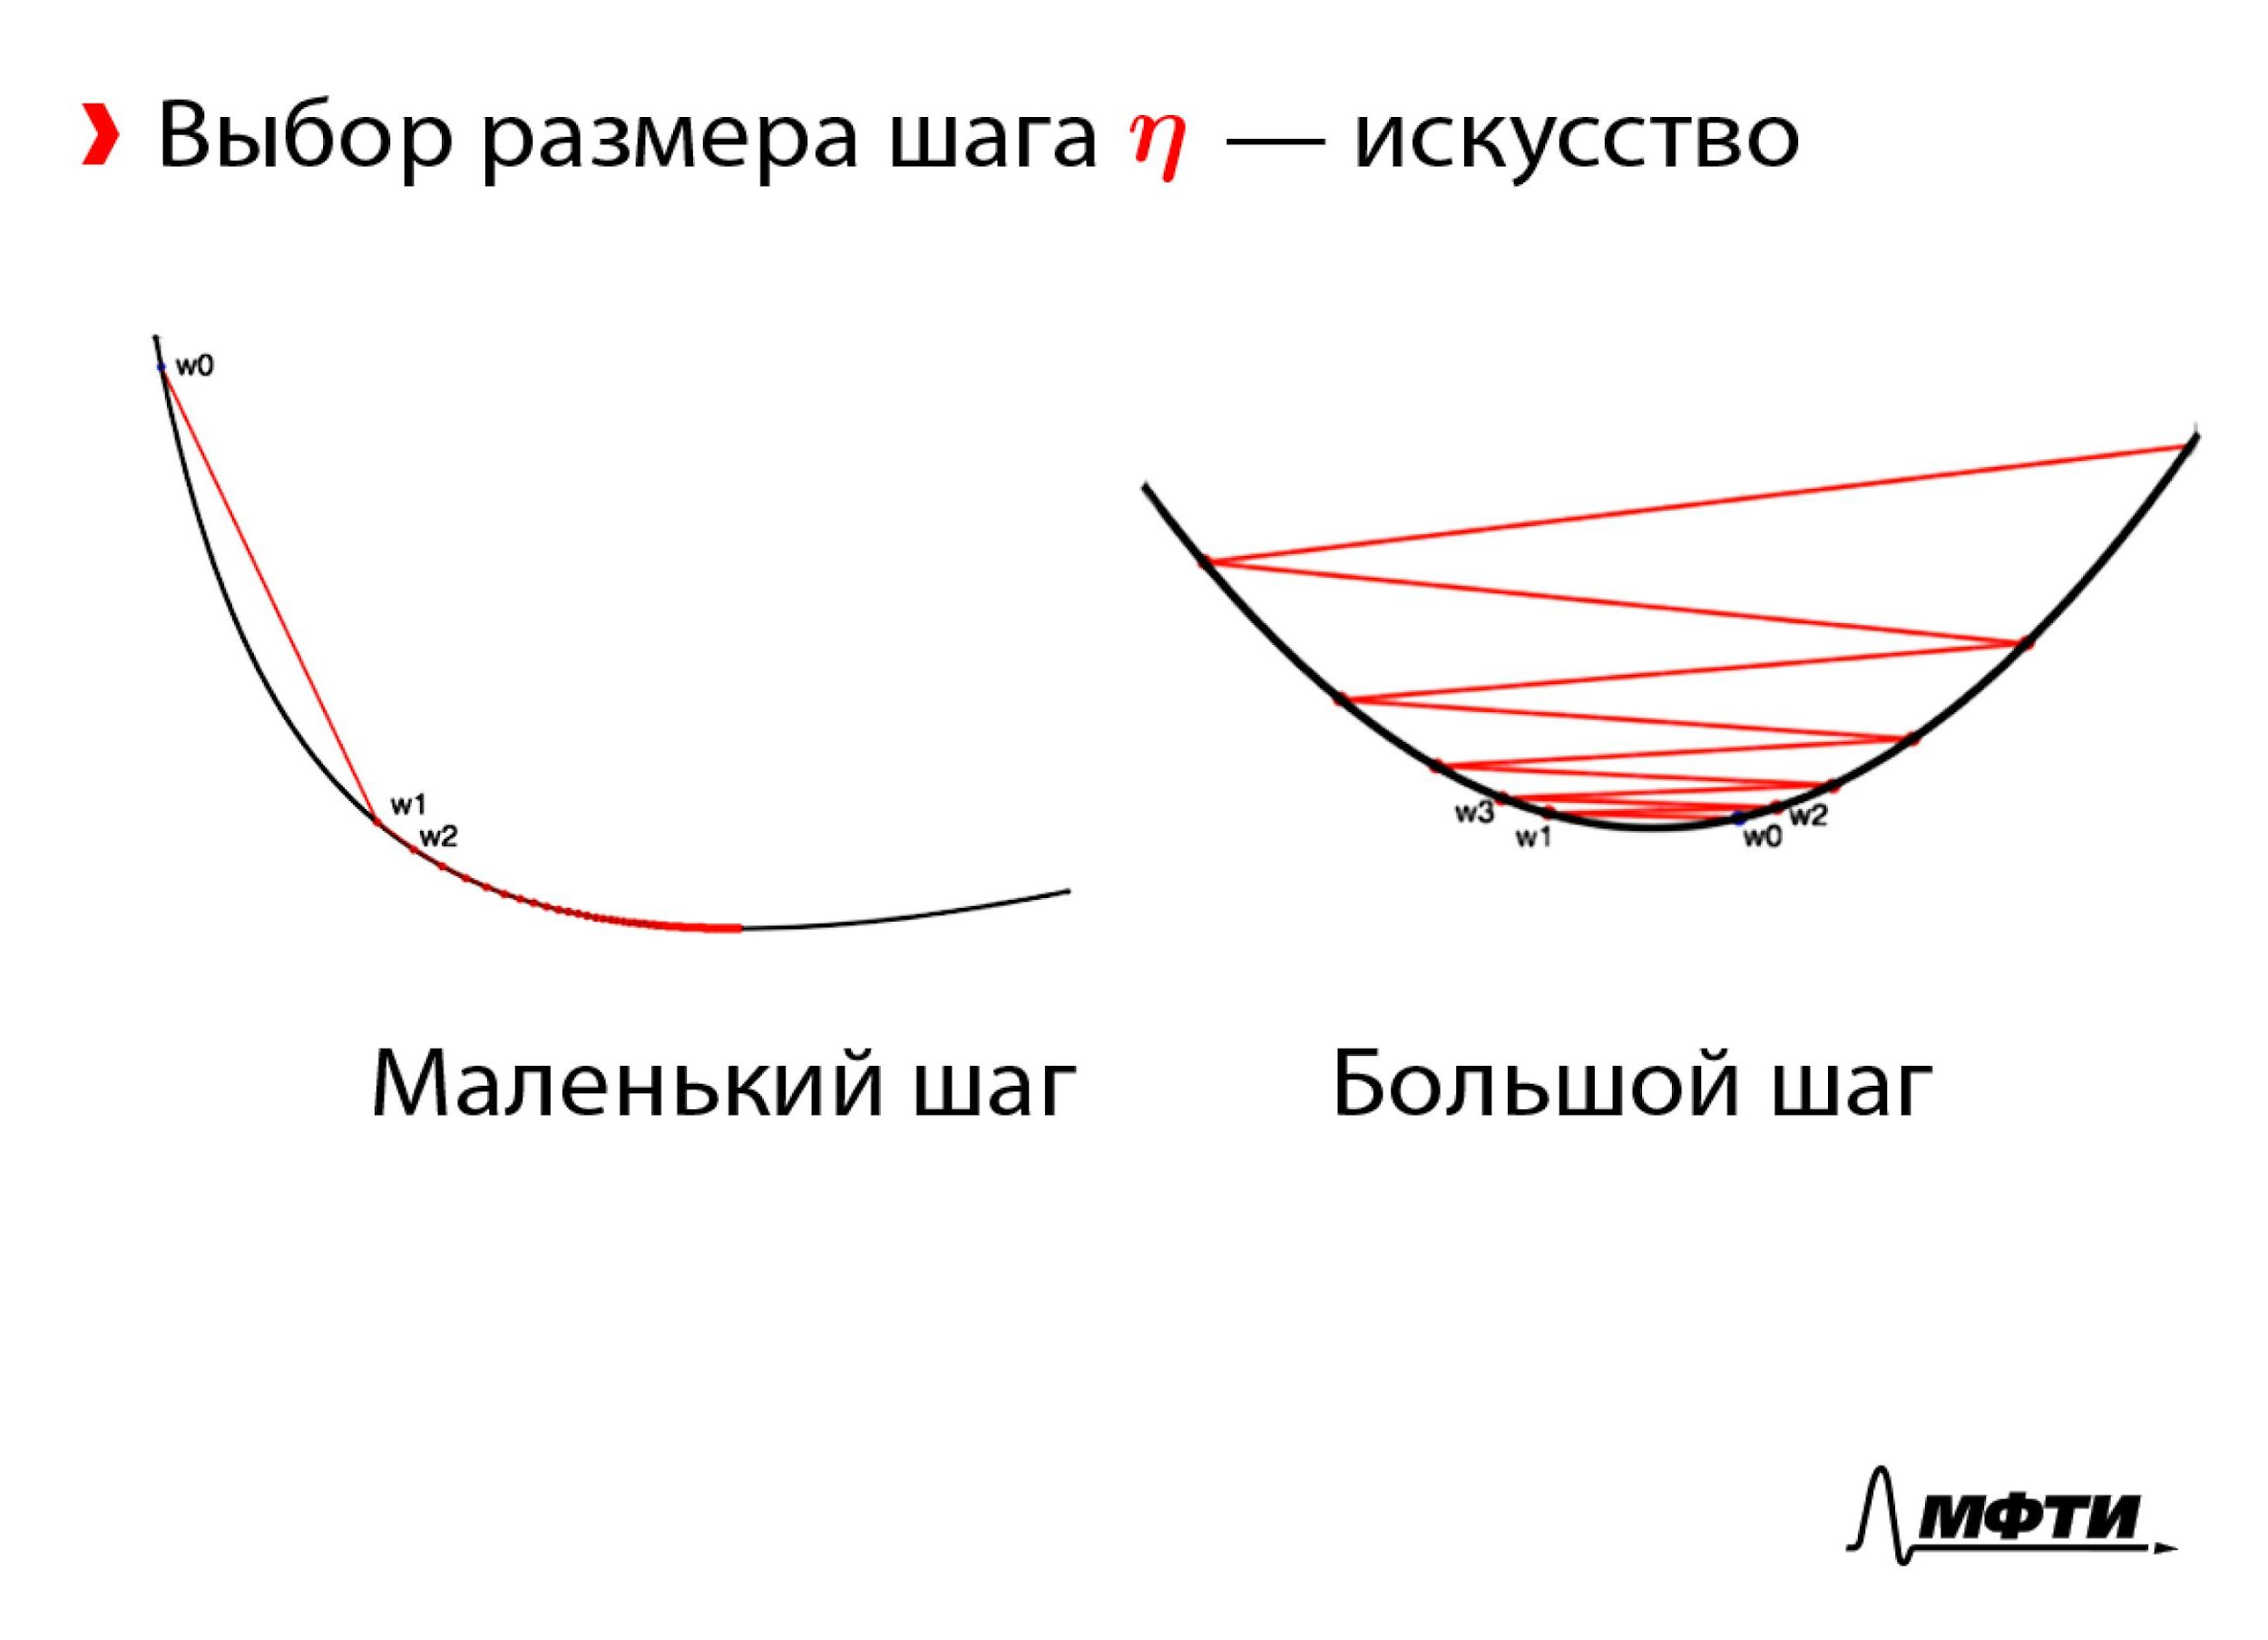 Выбор размера шага η — искусство
w0
w1
w2
w3
w1
w0
w2
Маленький шаг
Большой шаг
МФТИ